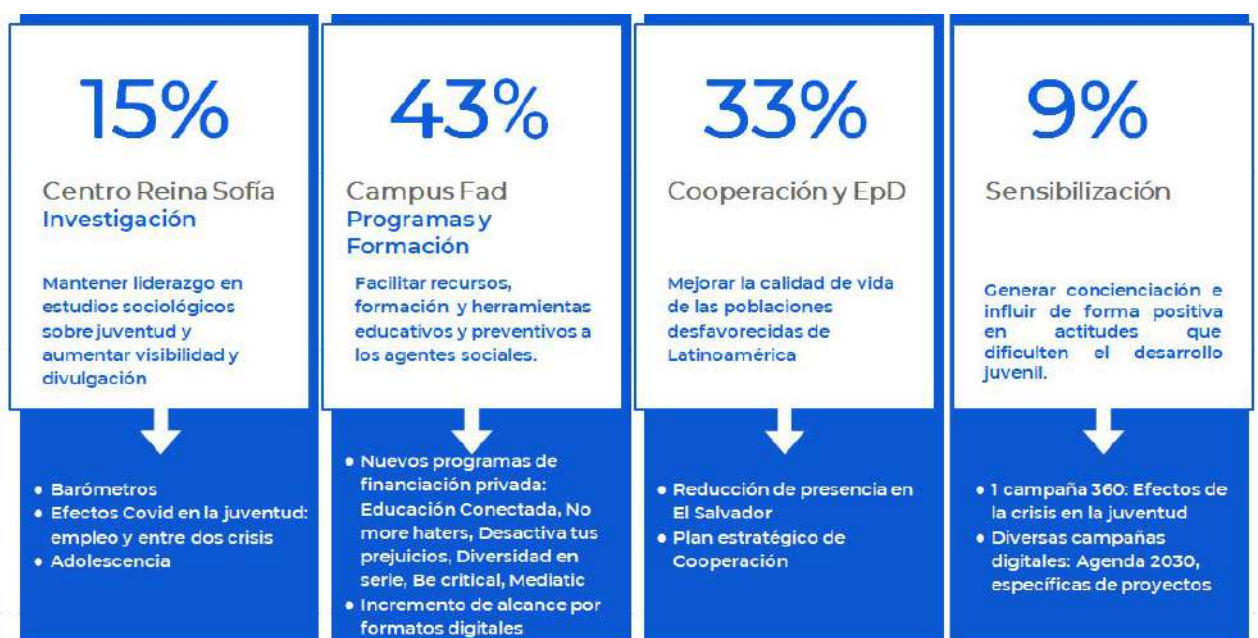 15%
Centro Reina Sofía
Investigación
Mantener liderazgo en
estudios sociológicos
sobre juventud y
aumentar visibilidad y
divulgación
● Barómetros
● Efectos Covid en la juventud:
empleo y entre dos crisis
● Adolescencia
43%
Campus Fad
Programas y
Formación
Facilitar recursos,
formación y herramientas
educativos y preventivos a
los agentes sociales.
● Nuevos programas de
financiación privada:
Educación Conectada, No
more haters, Desactiva tus
prejuicios, Diversidad en
serie, Be critical, Mediatic
● Incremento de alcance por
formatos digitales
33%
Cooperación y EpD
Mejorar la calidad de vida
de las poblaciones
desfavorecidas de
Latinoamérica
● Reducción de presencia en
El Salvador
● Plan estratégico de
Cooperación
9%
Sensibilización
Generar concienciación e
influir de forma positiva
en actitudes que
dificulten el desarrollo
juvenil.
● 1 campaña 360: Efectos de
la crisis en la juventud
● Diversas campañas
digitales: Agenda 2030,
específicas de proyectos